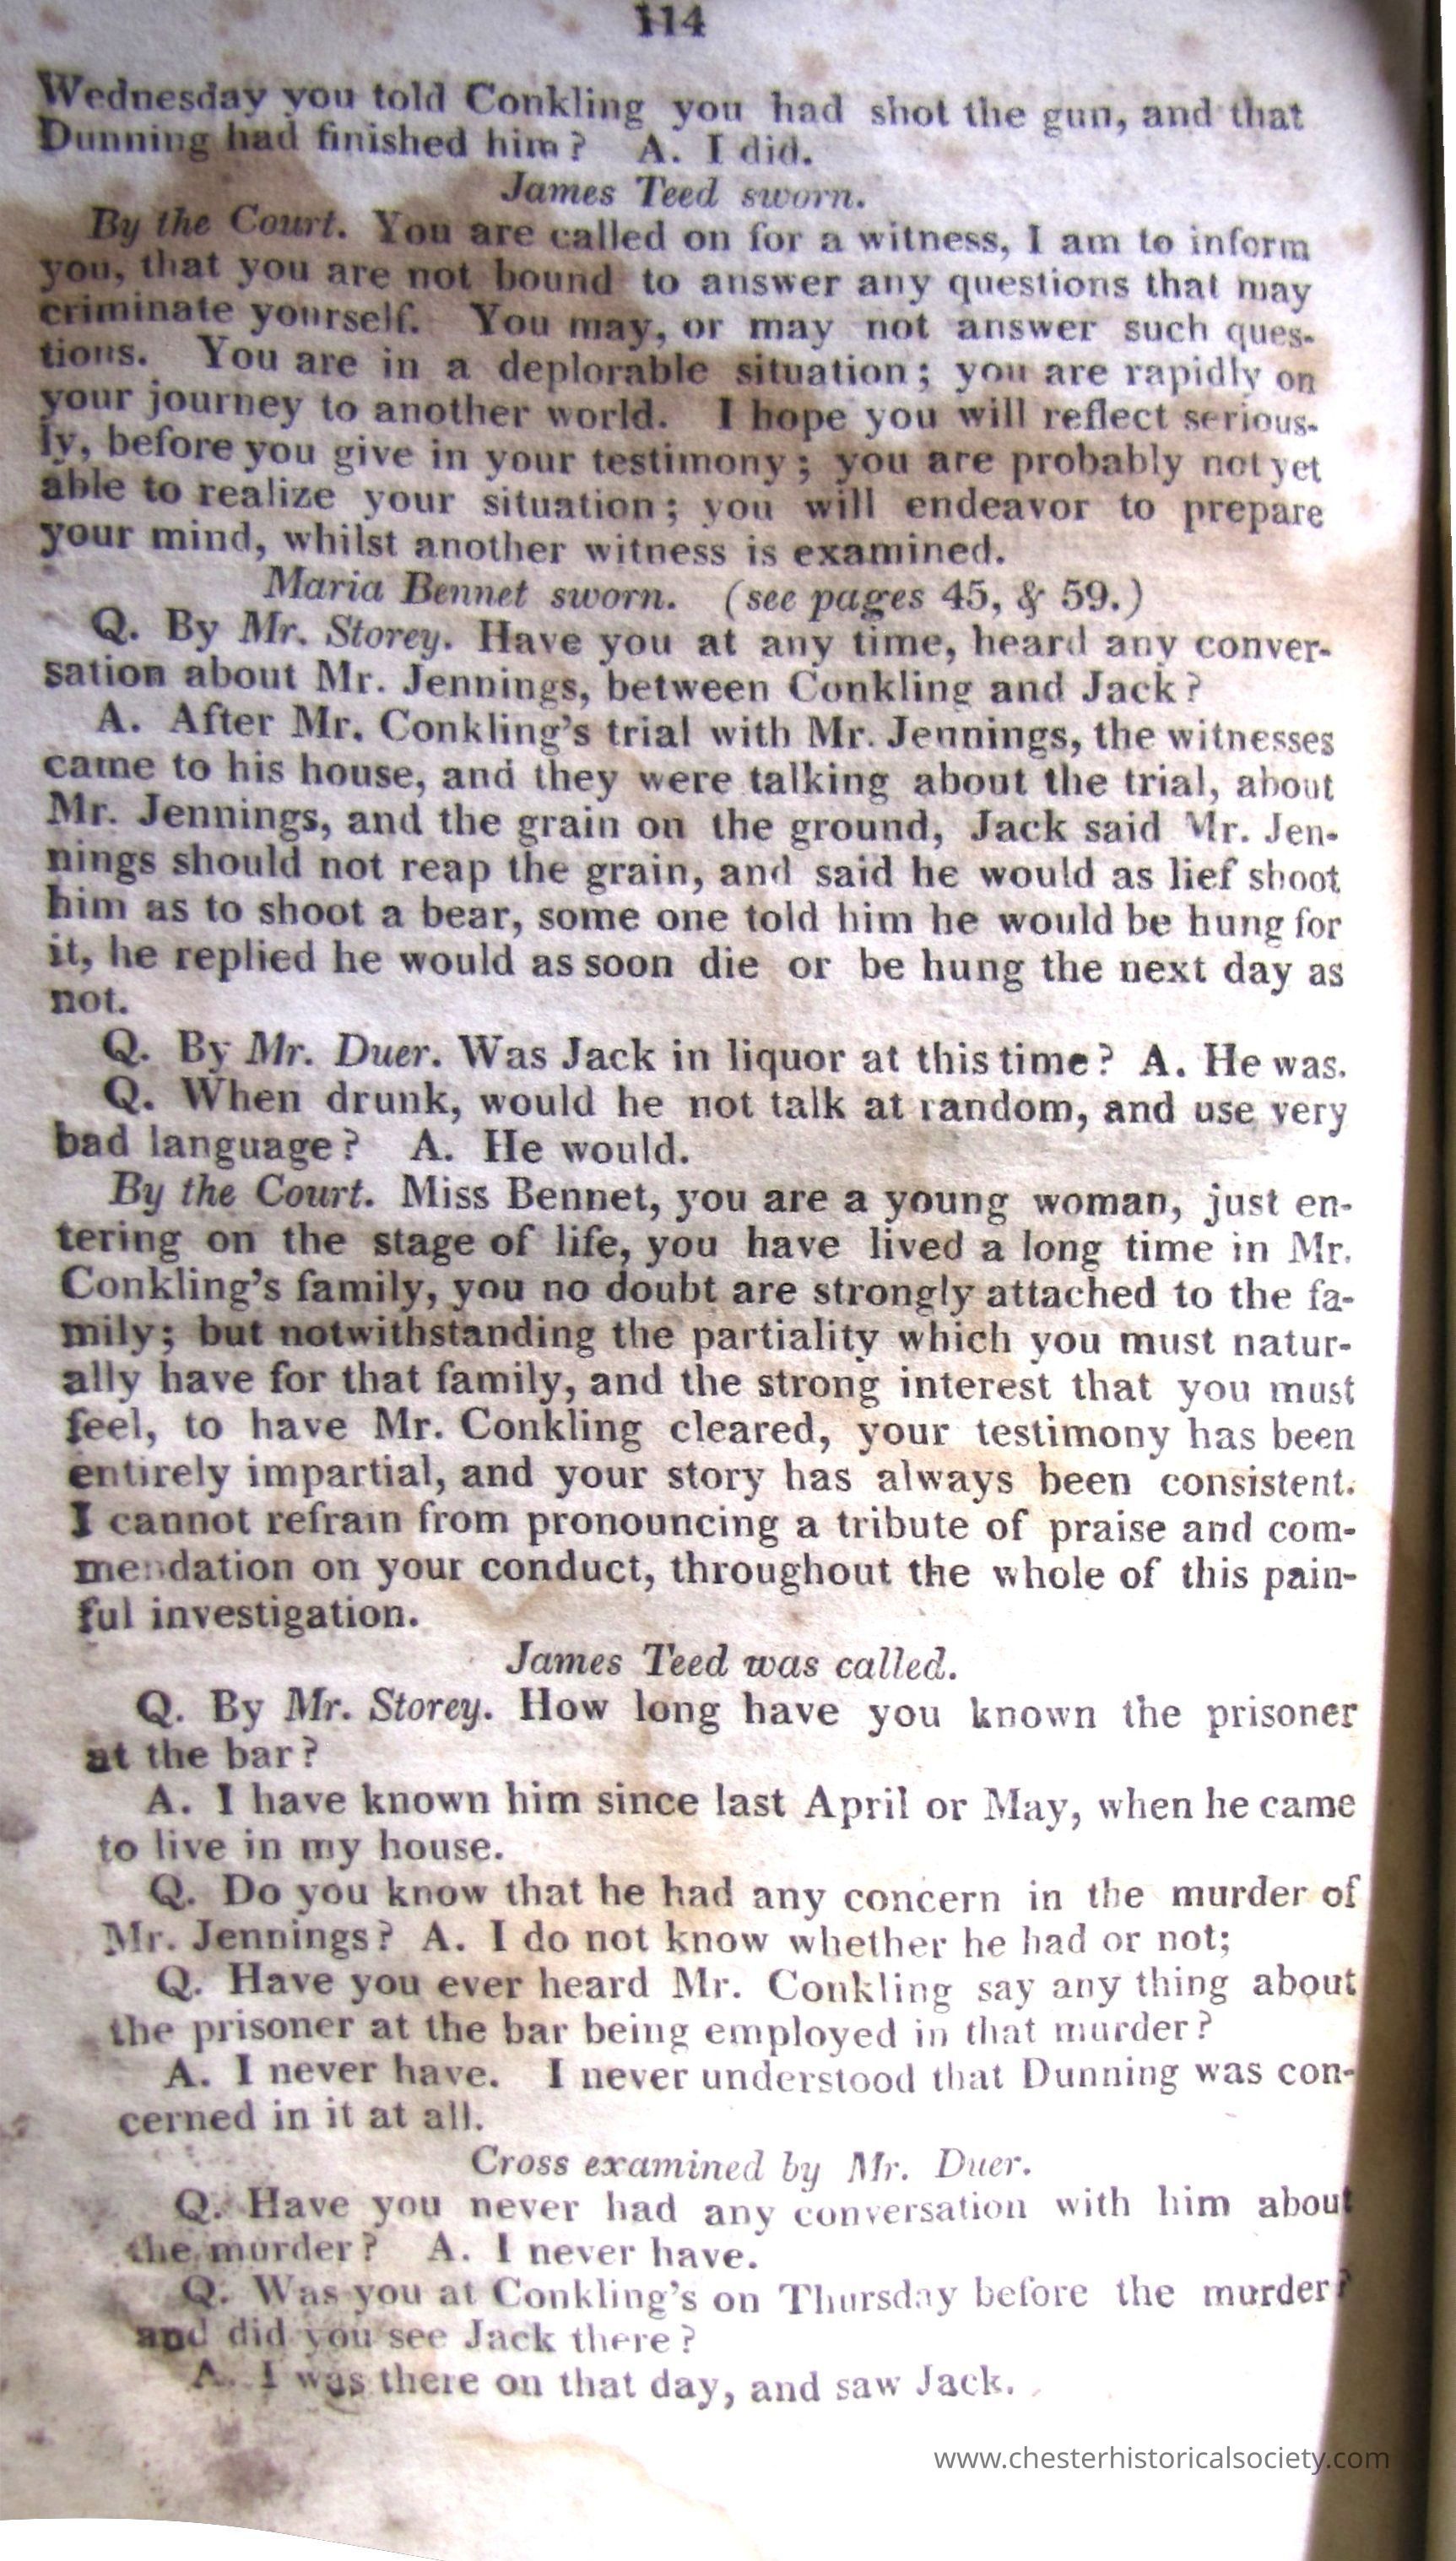 114
Wednesday you told Conkling you had shot the gun, and that
Dunning had finished him? A. I did.
James Teed sworn.
By the Court. You are called on for a witness, I am to inform
you, that you are not bound to answer any questions that may
criminate yourself. You may, or may not answer such ques-
tions. You are in a deplorable situation; you are rapidly on
your journey to another world. I hope you will reflect serious-
ly, before you give in your testimony; you are probably not yet
able to realize your situation; you will endeavor to prepare
your mind, whilst another witness is examined.
Maria Bennet sworn. (see pages 45, & 59.)
Q. By Mr. Storey. Have you at any time, heard any conver-
sation about Mr. Jennings, between Conkling and Jack?
A. After Mr. Conkling's trial with Mr. Jennings, the witnesses
came to his house, and they were talking about the trial, about
Mr. Jennings, and the grain on the ground, Jack said Mr. Jen-
nings should not reap the grain, and said he would as lief shoot
him as to shoot a bear, some one told him he would be hung for
it, he replied he would as soon die or be hung the next day as
not.
Q. By Mr. Duer. Was Jack in liquor at this time? A. He was.
Q. When drunk, would he not talk at random, and use very
bad language? A. He would.
By the Court. Miss Bennet, you are a young woman, just en-
tering on the stage of life, you have lived a long time in Mr.
Conkling's family, you no doubt are strongly attached to the fa-
mily; but notwithstanding the partiality which you must natur-
ally have for that family, and the strong interest that you must
feel, to have Mr. Conkling cleared, your testimony has been
entirely impartial, and your story has always been consistent.
I cannot refrain from pronouncing a tribute of praise and com-
mendation on your conduct, throughout the whole of this pain-
ful investigation.
James Teed was called.
Q. By Mr. Storey. How long have you known the prisoner
at the bar?
A. I have known him since last April or May, when he came
to live in my house.
Q. Do you know that he had any concern in the murder of
Mr. Jennings? A. I do not know whether he had or not;
Q. Have you ever heard Mr. Conkling say any thing about
the prisoner at the bar being employed in that murder?
A. I never have. I never understood that Dunning was con-
cerned in it at all.
Cross examined by Mr. Duer.
Q. Have you never had any conversation with him about
the murder? A. I never have.
Q. Was you at Conkling's on Thursday before the murder?
and did you see Jack there?
A. I was there on that day, and saw Jack.
www.chesterhistoricalsociety.com